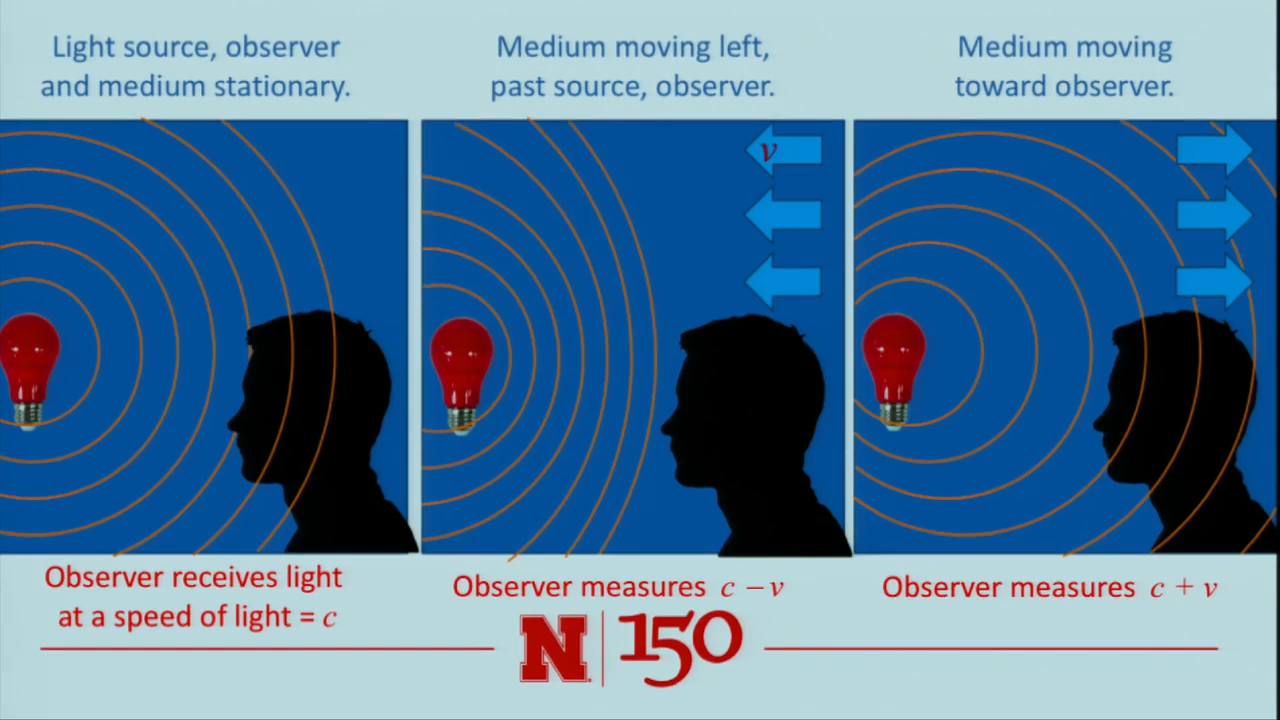 Light source, observer
and medium stationary.
Medium moving left,
past source, observer.
Medium moving
toward observer.
v
Observer receives light
at a speed of light = c
Observer measures c – v
Observer measures c + v
N 150